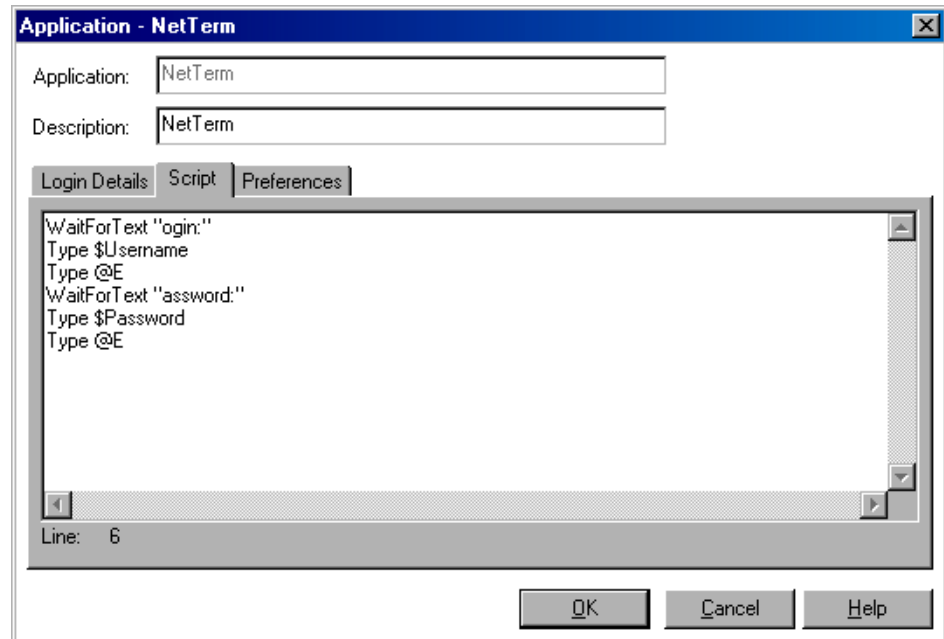 Application - NetTerm
Application: NetTerm
Description: NetTerm
Login Details Script Preferences
WaitForText "ogin:"
Type $Username
Type @E
WaitForText "assword:"
Type $Password
Type @E
Line: 6
OK Cancel Help